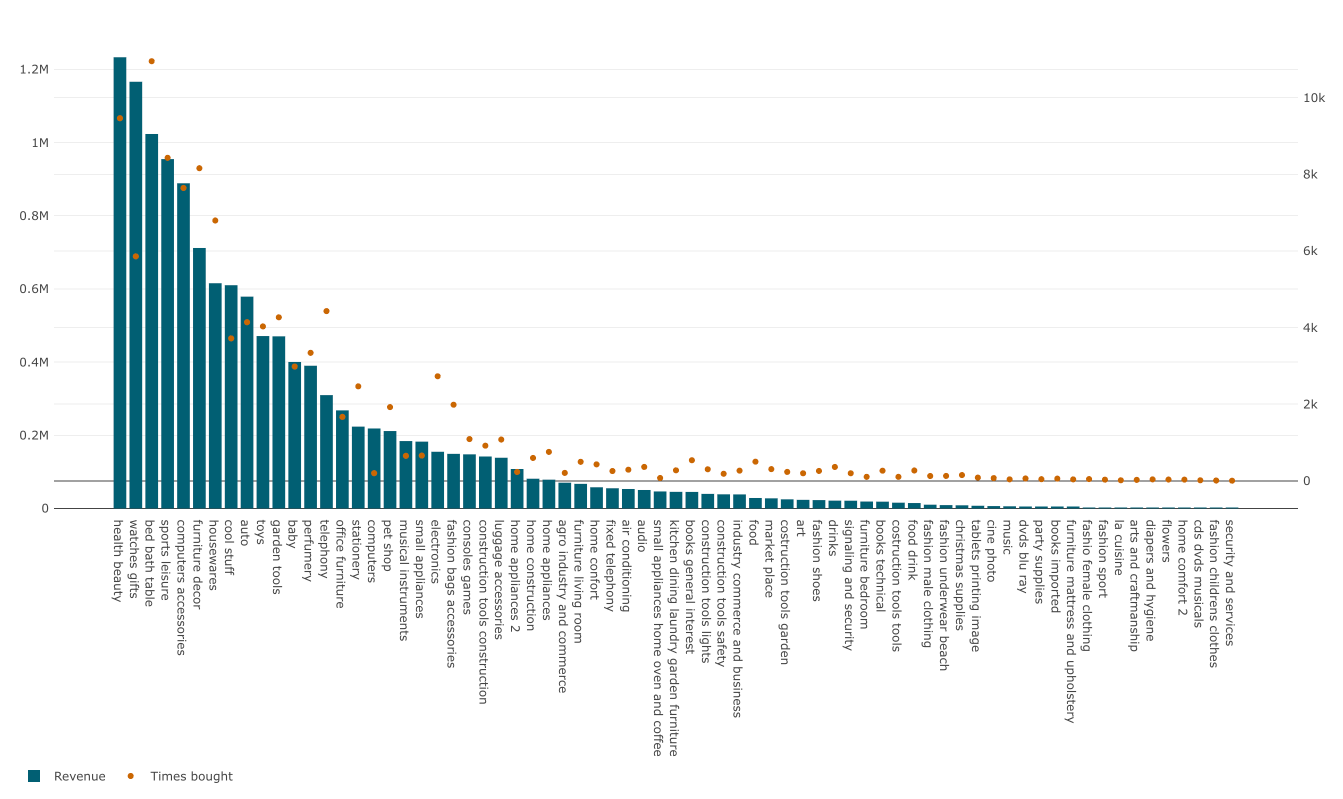 1.2M
1M
0.8M
0.6M
0.4M
0.2M
0
10k
8k
6k
4k
2k
0
health beauty
watches gifts
bed bath table
sports leisure
computers accessories
furniture decor
housewares
cool stuff
auto
toys
garden tools
baby
perfumery
telephony
office furniture
stationery
computers
pet shop
musical instruments
small appliances
electronics
fashion bags accessories
consoles games
construction tools construction
luggage accessories
home appliances 2
home construction
home appliances
agro industry and commerce
furniture living room
home confort
fixed telephony
air conditioning
audio
small appliances home oven and coffee
kitchen dining laundry garden furniture
books general interest
construction tools lights
construction tools safety
industry commerce and business
food
market place
costruction tools garden
art
fashion shoes
drinks
signaling and security
furniture bedroom
books technical
costruction tools tools
food drink
fashion male clothing
fashion underwear beach
christmas supplies
tablets printing image
cine photo
music
dvds blu ray
party supplies
books imported
furniture mattress and upholstery
fashio female clothing
fashion sport
la cuisine
arts and craftmanship
diapers and hygiene
flowers
home comfort 2
cds dvds musicals
fashion childrens clothes
security and services
Revenue
Times bought